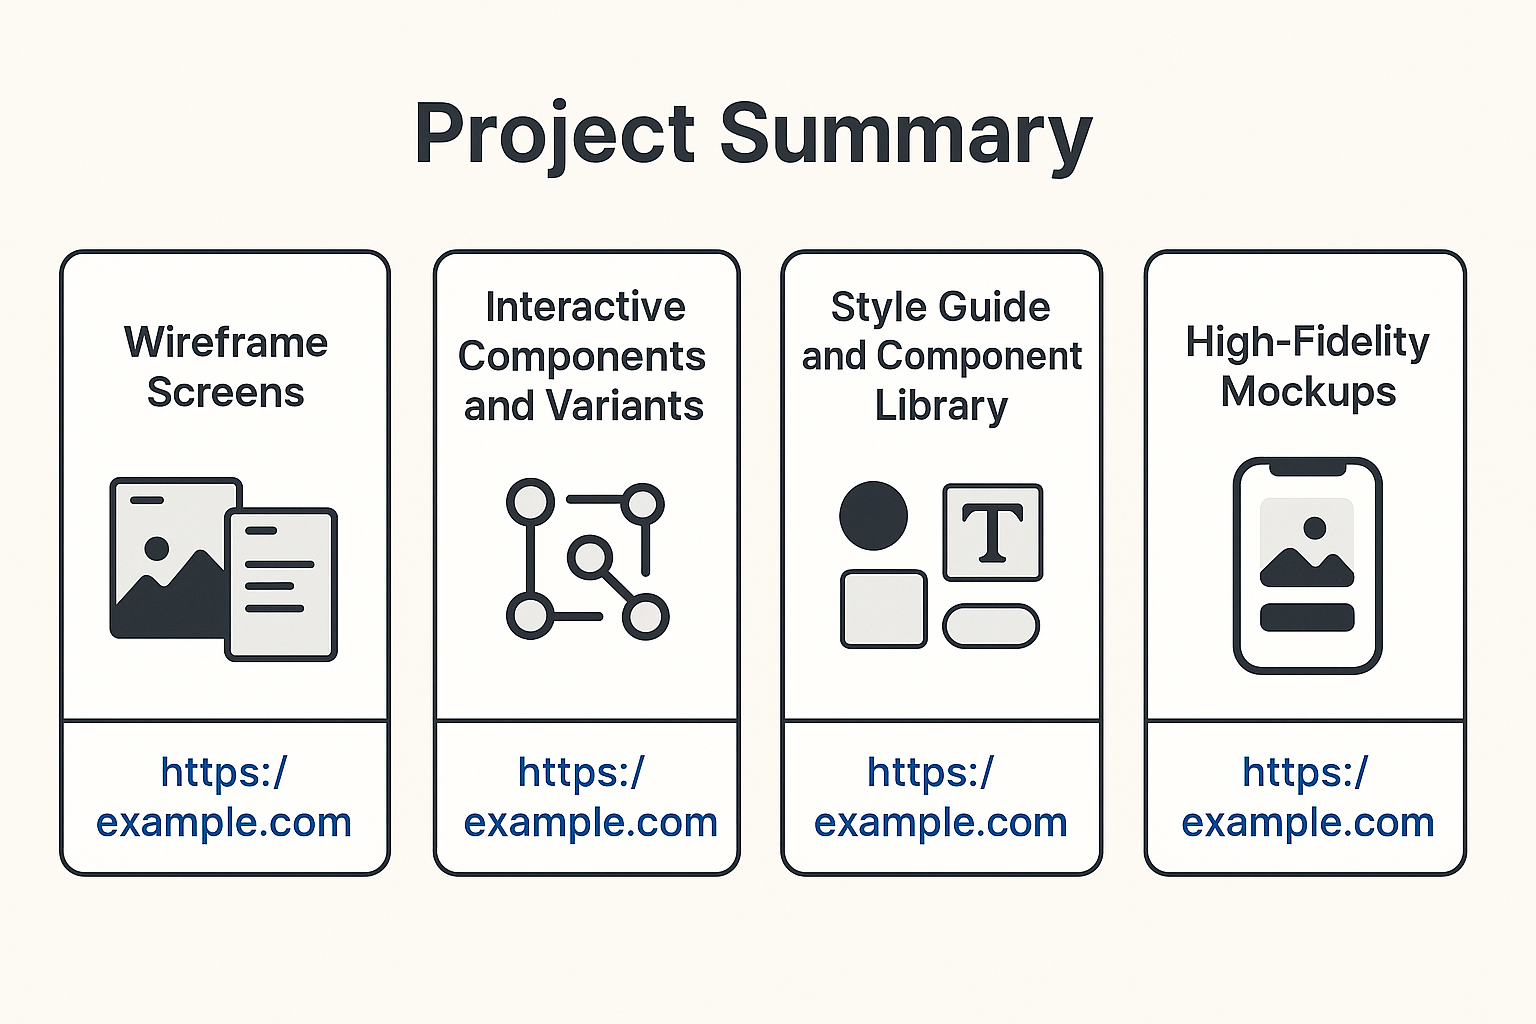 Project Summary
Wireframe
Screens
https:/
example.com
Interactive
Components
and Variants
https:/
example.com
Style Guide
and Component
Library
T
https:/
example.com
High-Fidelity
Mockups
https:/
example.com